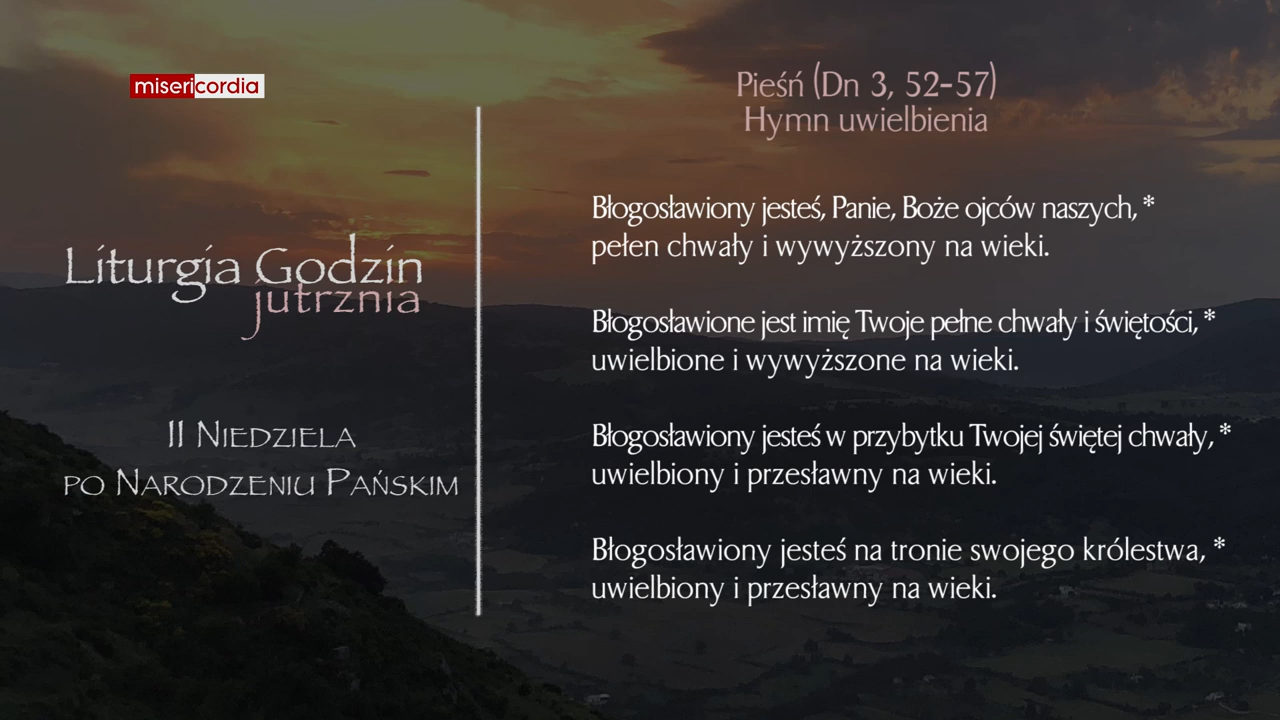 misericordia
Liturgia Godzin
jutrznia
II Niedziela
po Narodzeniu Pańskim
Pieśń (Dn 3, 52-57)
Hymn uwielbienia
Błogosławiony jesteś, Panie, Boże ojców naszych, *
pełen chwały i wywyższony na wieki.
Błogosławione jest imię Twoje pełne chwały i świętości, *
uwielbione i wywyższone na wieki.
Błogosławiony jesteś w przybytku Twojej świętej chwały, *
uwielbiony i przesławny na wieki.
Błogosławiony jesteś na tronie swojego królestwa, *
uwielbiony i przesławny na wieki.